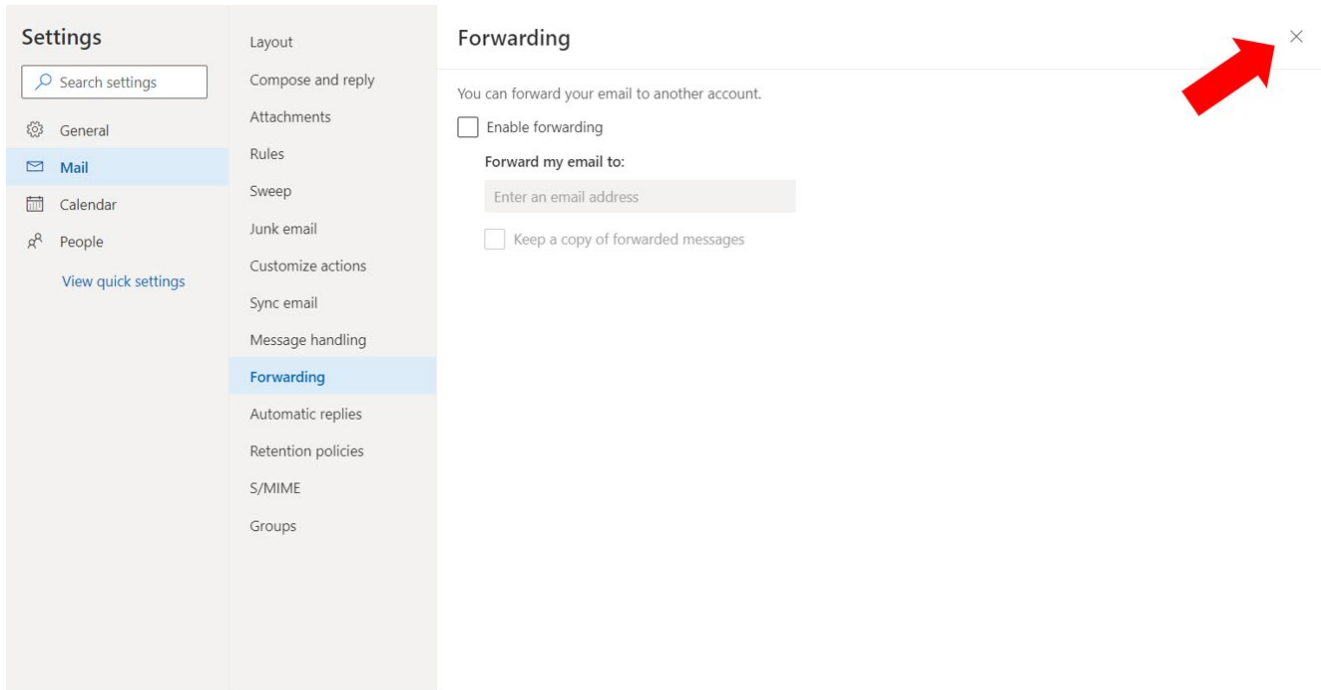 Settings
Search settings
General
Mail
Calendar
People
View quick settings
Layout
Compose and reply
Attachments
Rules
Sweep
Junk email
Customize actions
Sync email
Message handling
Forwarding
Automatic replies
Retention policies
S/MIME
Groups
Forwarding
You can forward your email to another account.
Enable forwarding
Forward my email to:
Enter an email address
Keep a copy of forwarded messages